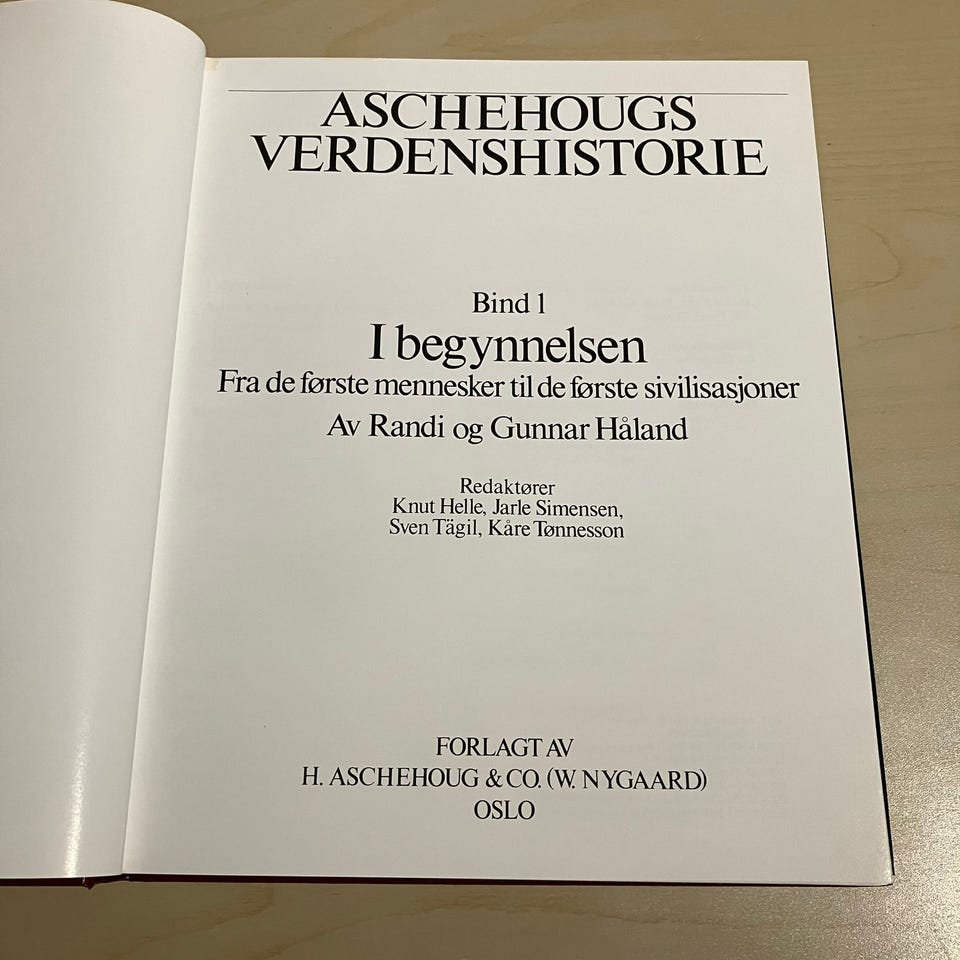 ASCHEHOUGS
VERDENSHISTORIE
Bind 1
I begynnelsen
Fra de første mennesker til de første sivilisasjoner
Av Randi og Gunnar Håland
Redaktører
Knut Helle, Jarle Simensen,
Sven Tägil, Kåre Tønnesson
FORLAGT AV
H. ASCHEHOUG & CO. (W. NYGAARD)
OSLO